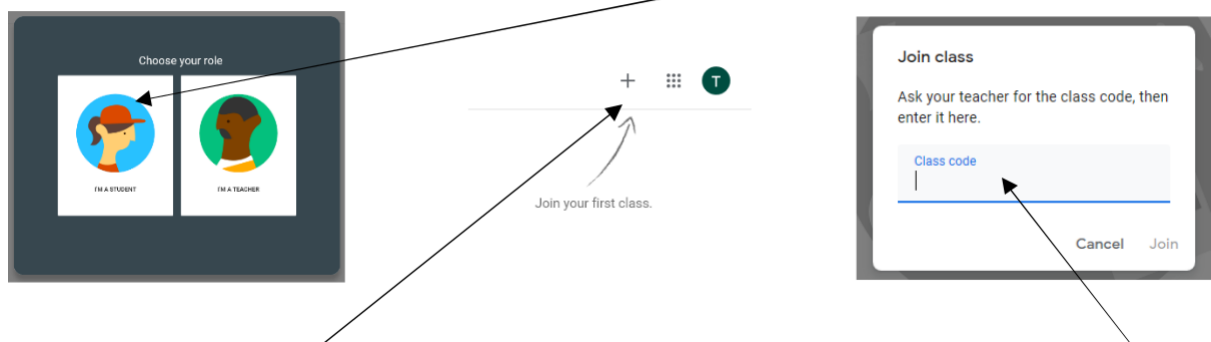 Choose your role
I'M A STUDENT
I'M A TEACHER
T
Join your first class.
Join class
Ask your teacher for the class code, then
enter it here.
Class code
Cancel Join